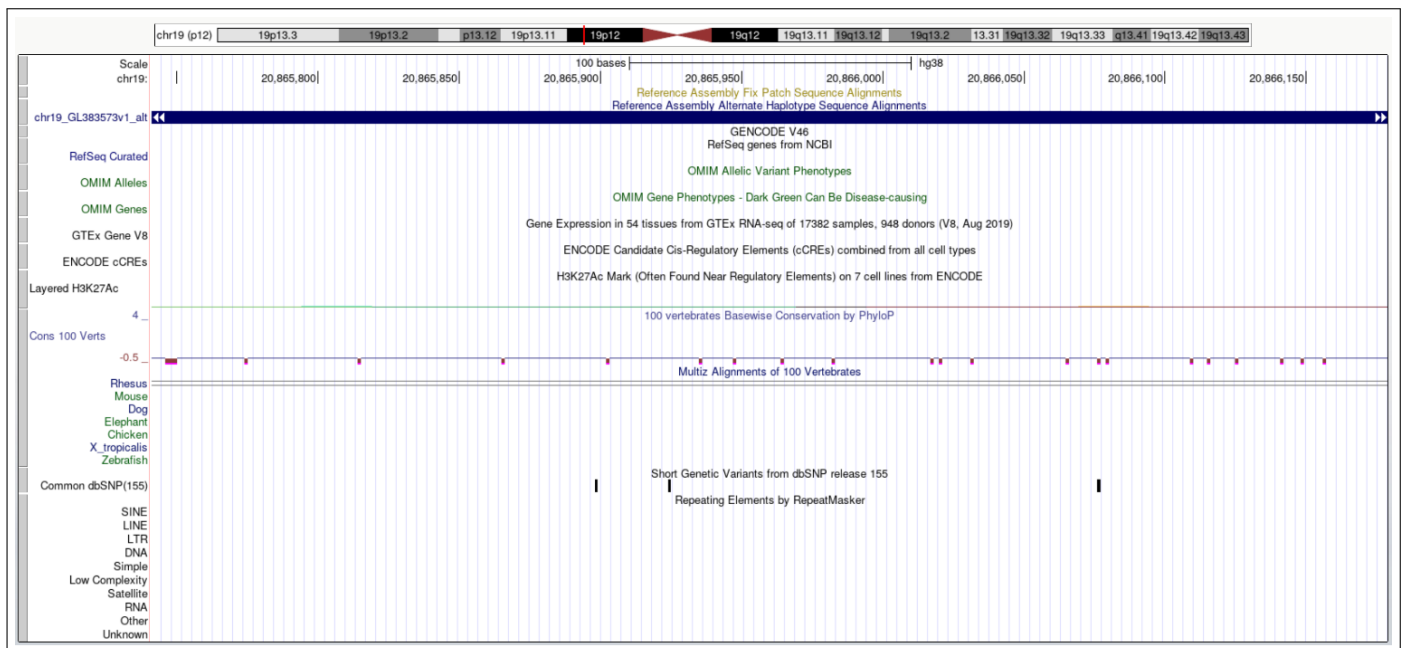 chr19 (p12) 19p13.3 19p13.2 p13.12 19p13.11 19p12 19q12 19q13.11 19q13.12 19q13.2 13.31 19q13.32 19q13.33 q13.41 19q13.42 19q13.43
Scale 100 bases hg38
chr19: 20,865,800 20,865,850 20,865,900 20,865,950 20,866,000 20,866,050 20,866,100 20,866,150
Reference Assembly Fix Patch Sequence Alignments
Reference Assembly Alternate Haplotype Sequence Alignments
chr19_GL383573v1_alt
GENCODE V46
RefSeq genes from NCBI
RefSeq Curated
OMIM Allelic Variant Phenotypes
OMIM Alleles
OMIM Gene Phenotypes - Dark Green Can Be Disease-causing
OMIM Genes
Gene Expression in 54 tissues from GTEx RNA-seq of 17382 samples, 948 donors (V8, Aug 2019)
GTEx Gene V8
ENCODE Candidate Cis-Regulatory Elements (cCREs) combined from all cell types
ENCODE cCREs
H3K27Ac Mark (Often Found Near Regulatory Elements) on 7 cell lines from ENCODE
Layered H3K27Ac
4 _ 100 vertebrates Basewise Conservation by PhyloP
Cons 100 Verts
-0.5 _
Multiz Alignments of 100 Vertebrates
Rhesus
Mouse
Dog
Elephant
Chicken
X_tropicalis
Zebrafish
Short Genetic Variants from dbSNP release 155
Common dbSNP(155)
Repeating Elements by RepeatMasker
SINE
LINE
LTR
DNA
Simple
Low Complexity
Satellite
RNA
Other
Unknown